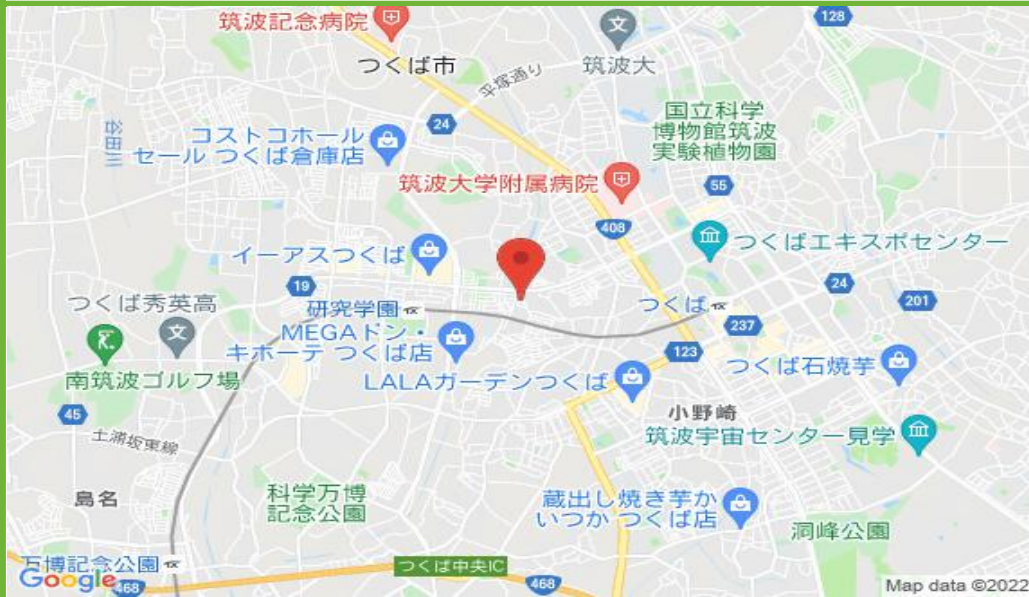 筑波記念病院
128
つくば市
筑波大
平塚通り
国立科学
博物館筑波
実験植物園
24
谷田川
コストコホール
セール つくば倉庫店
筑波大学附属病院
55
408
イーアスつくば
つくばエキスポセンター
19
24
つくば秀英高
研究学園
つくば
201
MEGAドン・
キホーテ つくば店
237
123
南筑波ゴルフ場
LALAガーデンつくば
つくば石焼芋
45
小野崎
土浦坂東線
筑波宇宙センター見学
島名
科学万博
記念公園
蔵出し焼き芋か
いつか つくば店
洞峰公園
万博記念公園
つくば中央IC
Google
468
468
Map data ©2022